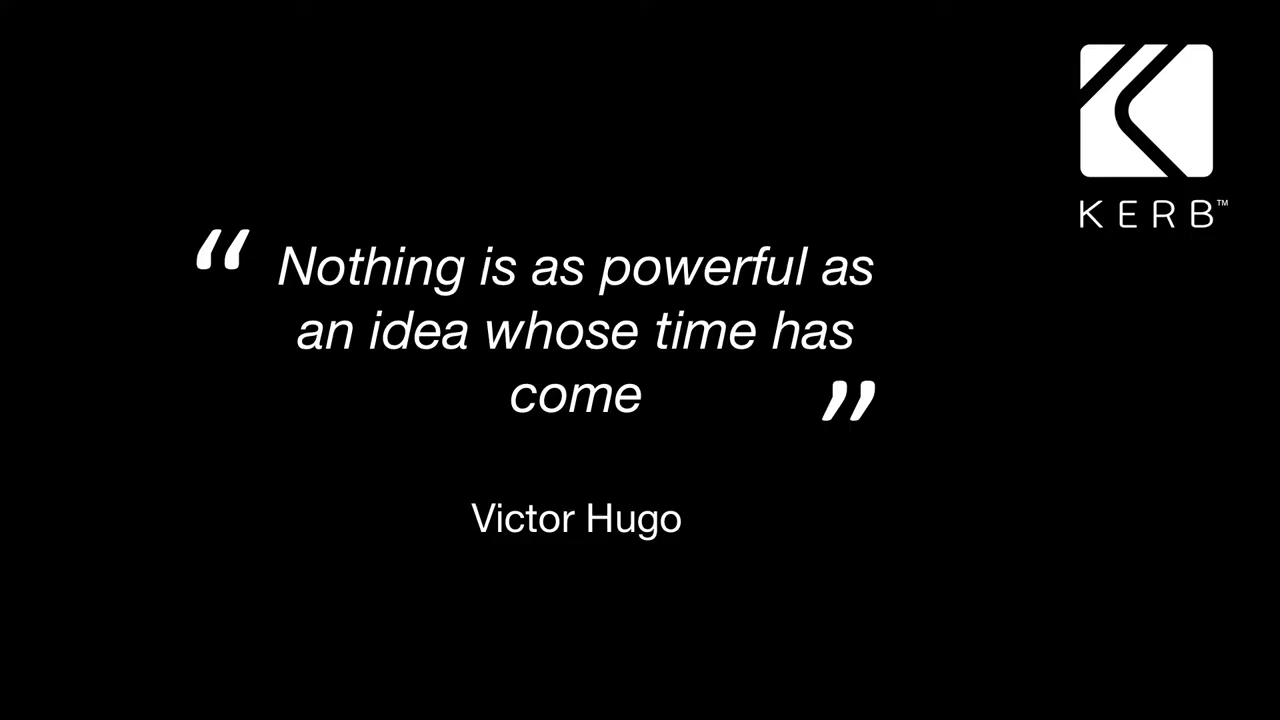 KERB™
“ Nothing is as powerful as
an idea whose time has
come ”
Victor Hugo